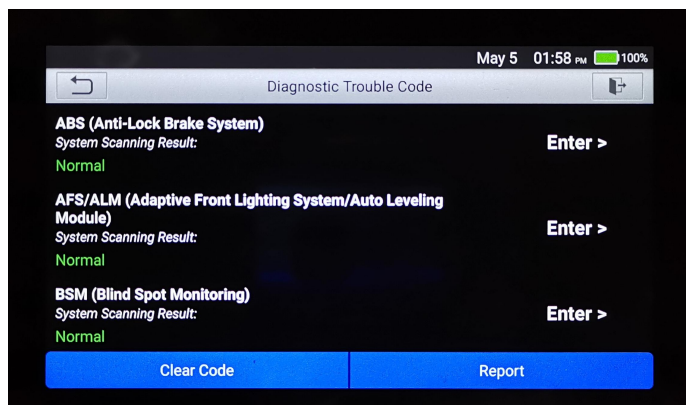 May 5 01:58 PM 100%
Diagnostic Trouble Code
ABS (Anti-Lock Brake System)
System Scanning Result:
Enter >
Normal
AFS/ALM (Adaptive Front Lighting System/Auto Leveling
Module)
System Scanning Result:
Enter >
Normal
BSM (Blind Spot Monitoring)
System Scanning Result:
Enter >
Normal
Clear Code
Report